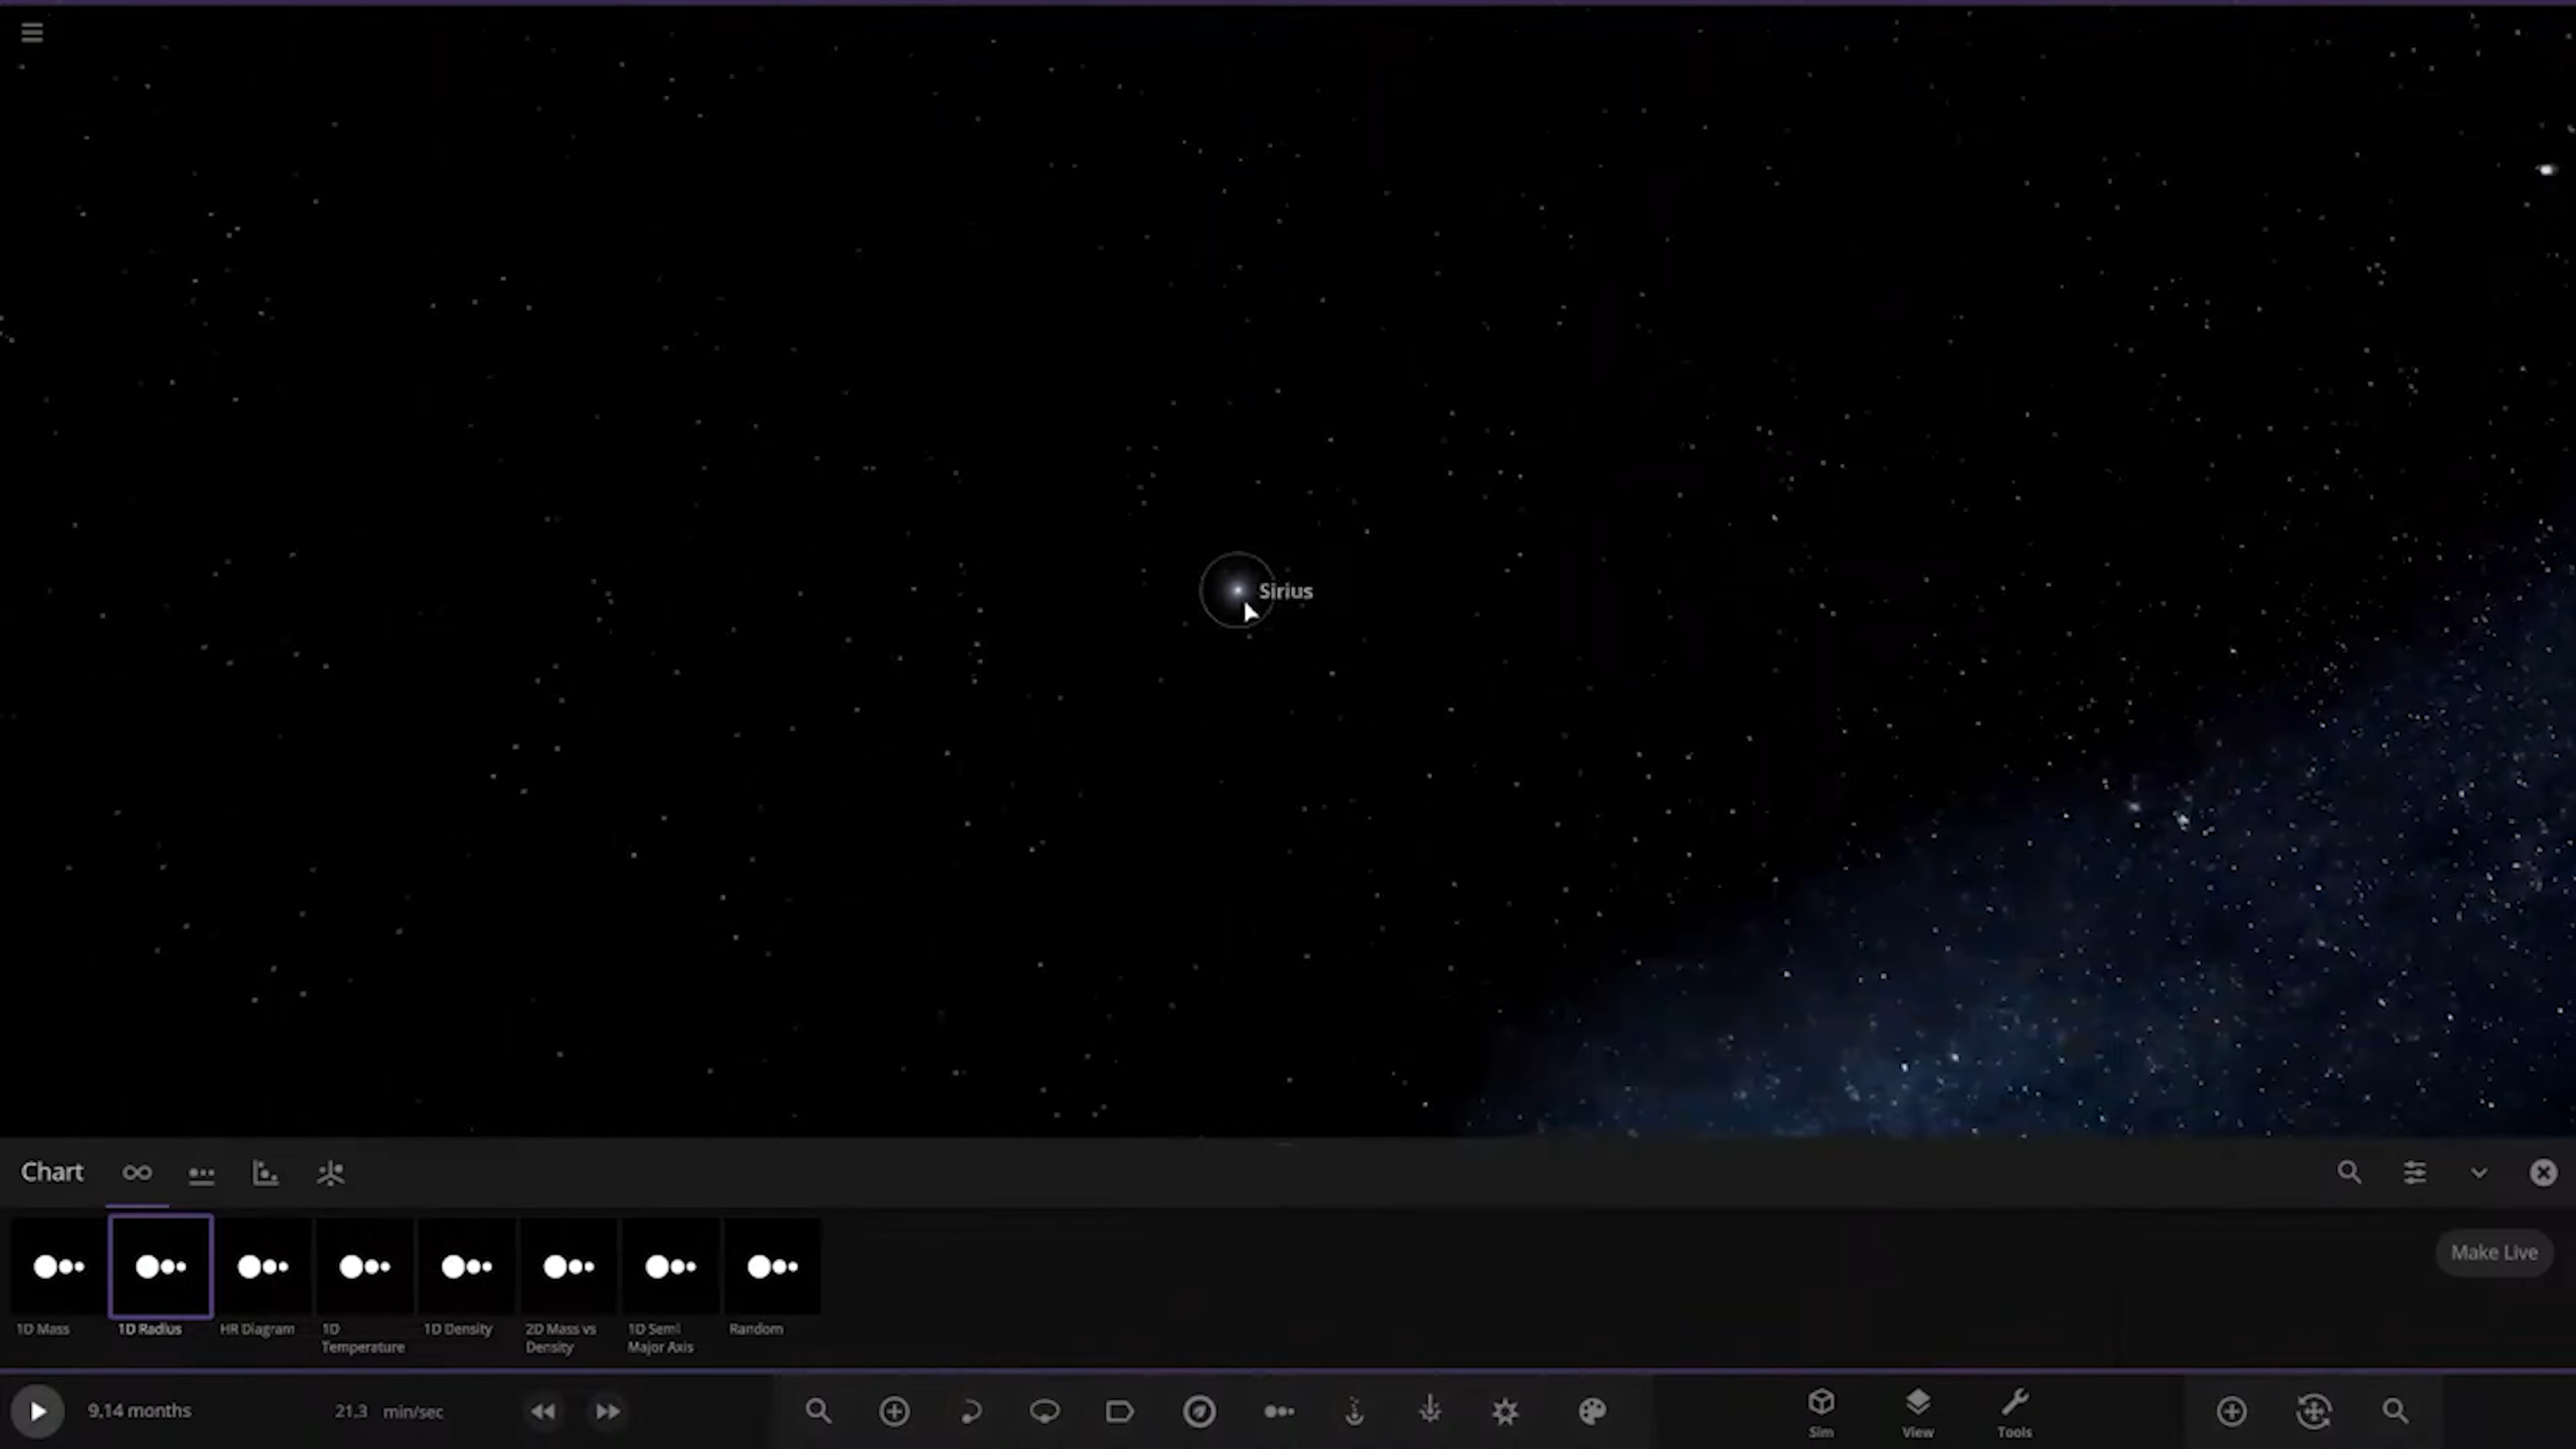 Sirius
Chart
Make Live
1D Mass
1D Radius
HR Diagram
1D
Temperature
1D Density
2D Mass vs
Density
1D Semi
Major Axis
Random
9.14 months
21.3 min/sec
Sim
View
Tools